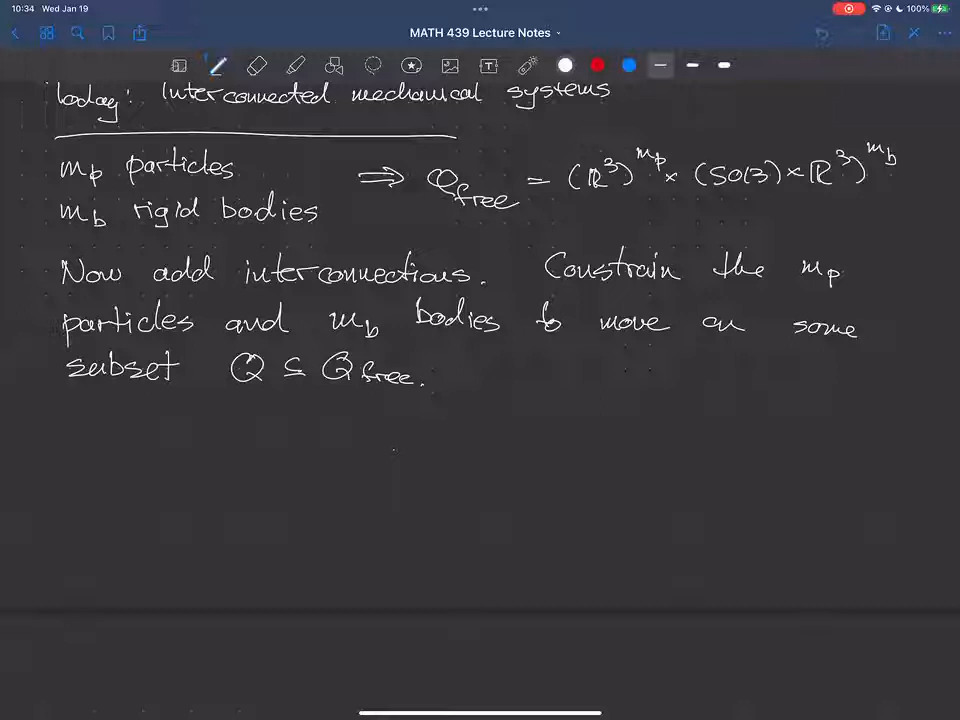 10:34 Wed Jan 19
100%
MATH 439 Lecture Notes
Today: Interconnected mechanical systems
m_p particles ⟹ Q_free = (ℝ³)^{m_p} × (SO(3) × ℝ³)^{m_b}
m_b rigid bodies
Now add interconnections. Constrain the m_p
particles and m_b bodies to move on some
subset Q ⊆ Q_free.